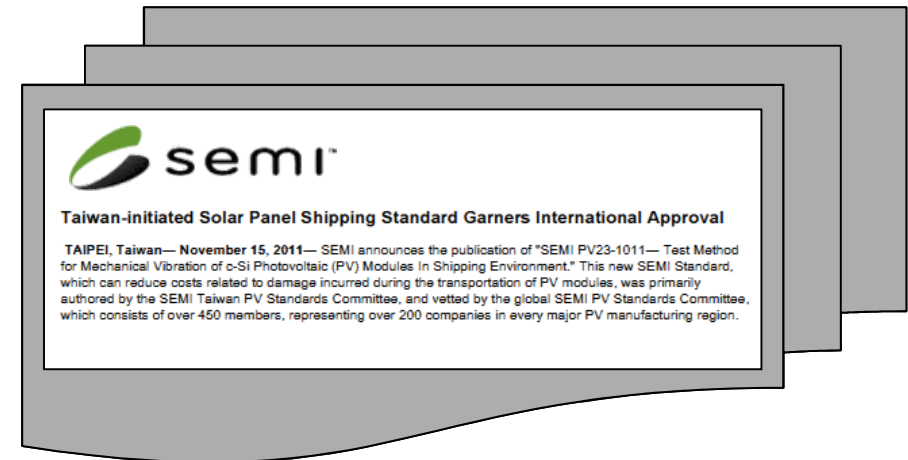 semi™
Taiwan-initiated Solar Panel Shipping Standard Garners International Approval
TAIPEI, Taiwan— November 15, 2011— SEMI announces the publication of "SEMI PV23-1011— Test Method
for Mechanical Vibration of c-Si Photovoltaic (PV) Modules In Shipping Environment." This new SEMI Standard,
which can reduce costs related to damage incurred during the transportation of PV modules, was primarily
authored by the SEMI Taiwan PV Standards Committee, and vetted by the global SEMI PV Standards Committee,
which consists of over 450 members, representing over 200 companies in every major PV manufacturing region.